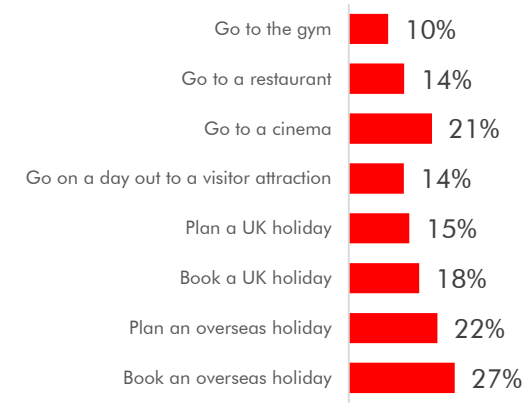 Go to the gym 10%
Go to a restaurant 14%
Go to a cinema 21%
Go on a day out to a visitor attraction 14%
Plan a UK holiday 15%
Book a UK holiday 18%
Plan an overseas holiday 22%
Book an overseas holiday 27%